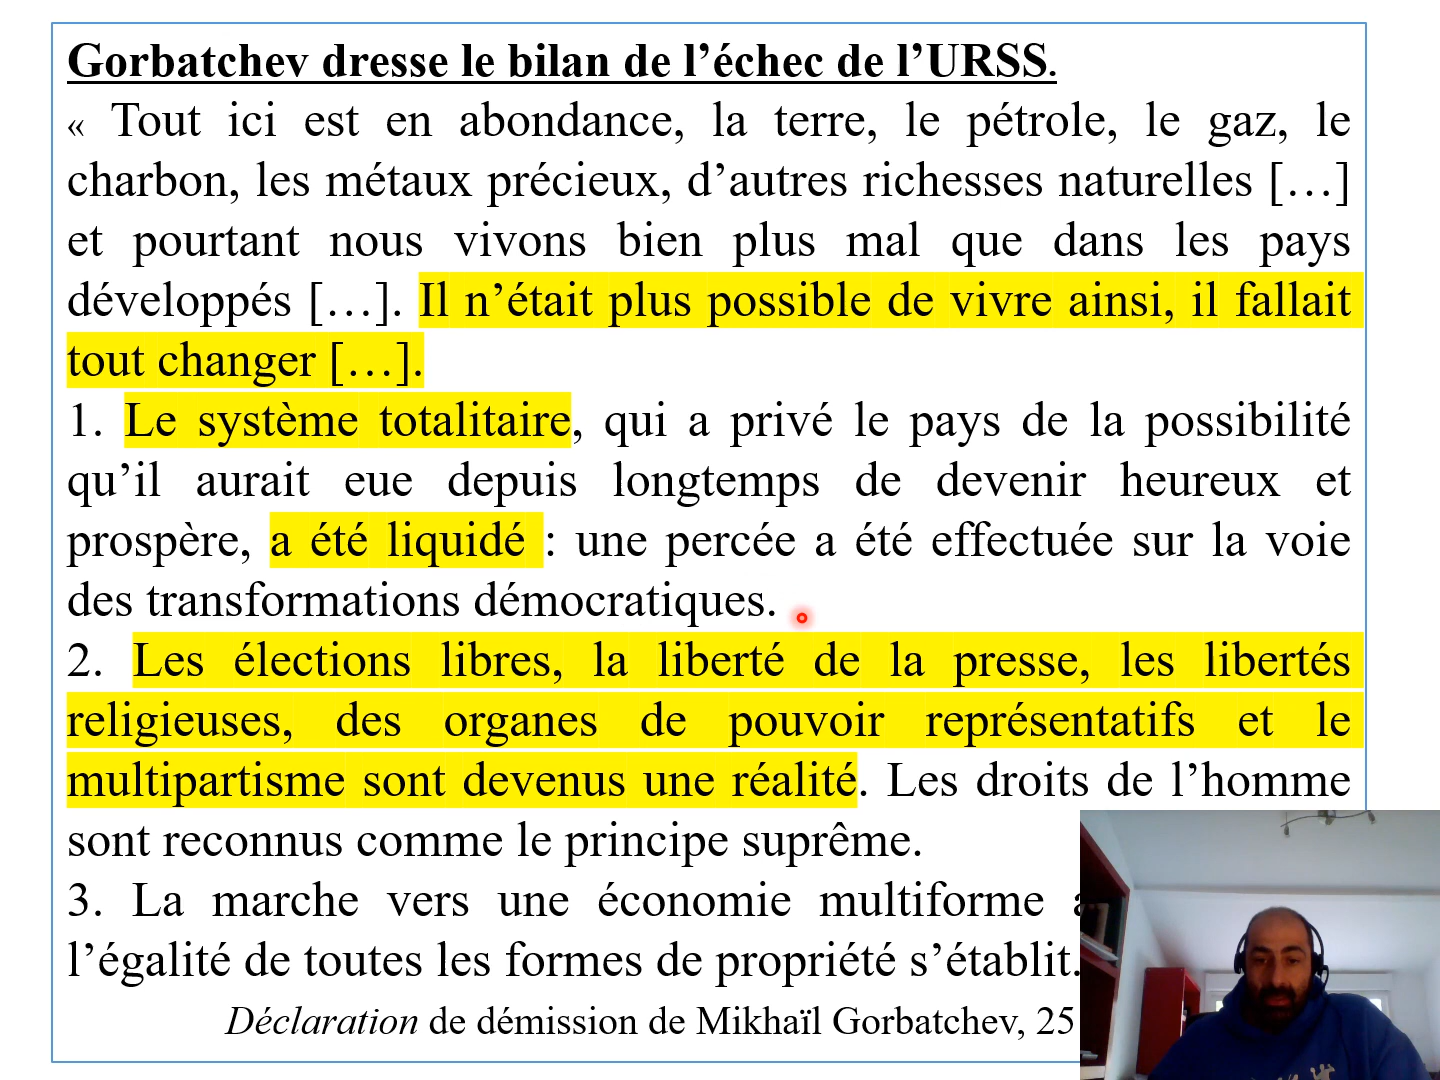 Gorbatchev dresse le bilan de l’échec de l’URSS.
« Tout ici est en abondance, la terre, le pétrole, le gaz, le
charbon, les métaux précieux, d’autres richesses naturelles […]
et pourtant nous vivons bien plus mal que dans les pays
développés […]. Il n’était plus possible de vivre ainsi, il fallait
tout changer […].
1. Le système totalitaire, qui a privé le pays de la possibilité
qu’il aurait eue depuis longtemps de devenir heureux et
prospère, a été liquidé : une percée a été effectuée sur la voie
des transformations démocratiques.
2. Les élections libres, la liberté de la presse, les libertés
religieuses, des organes de pouvoir représentatifs et le
multipartisme sont devenus une réalité. Les droits de l’homme
sont reconnus comme le principe suprême.
3. La marche vers une économie multiforme
l’égalité de toutes les formes de propriété s’établit.
Déclaration de démission de Mikhaïl Gorbatchev, 25